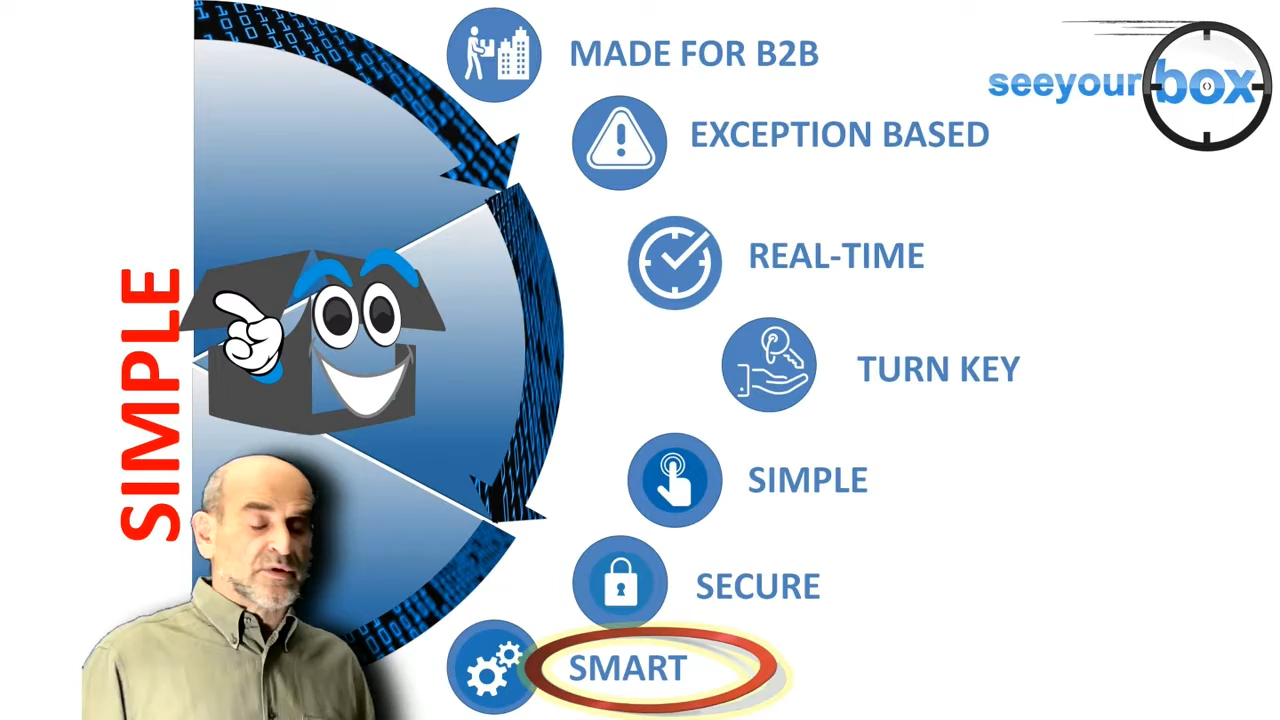 MADE FOR B2B
seeyourbox
EXCEPTION BASED
REAL-TIME
TURN KEY
SIMPLE
SIMPLE
SECURE
SMART